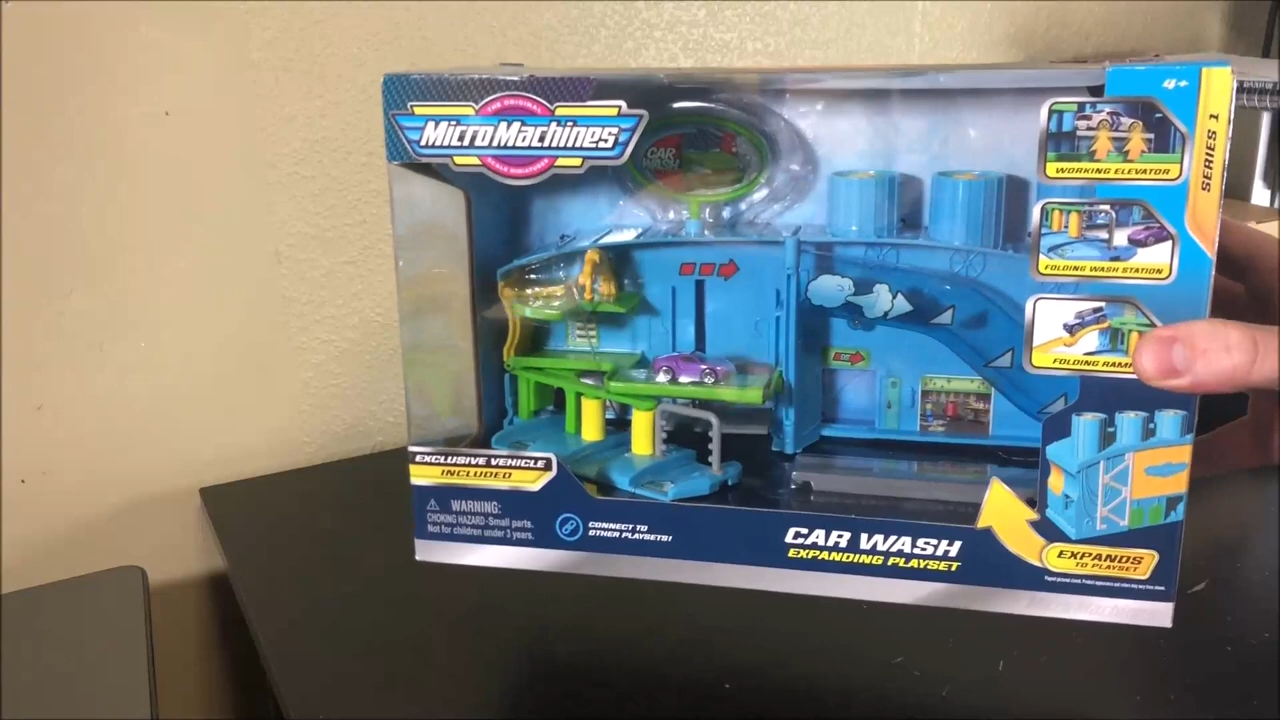 THE ORIGINAL
MicroMachines
SCALE MINIATURES
CAR
WASH
4+
SERIES 1
WORKING ELEVATOR
FOLDING WASH STATION
FOLDING RAMP
EXCLUSIVE VEHICLE
INCLUDED
WARNING:
CHOKING HAZARD-Small parts.
Not for children under 3 years.
CONNECT TO
OTHER PLAYSETS!
CAR WASH
EXPANDING PLAYSET
EXPANDS
TO PLAYSET